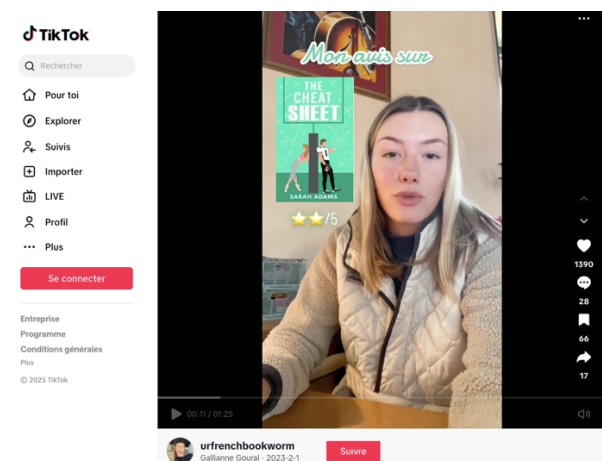 TikTok
Rechercher
Pour toi
Explorer
Suivis
Importer
LIVE
Profil
Plus
Se connecter
Entreprise
Programme
Conditions générales
Plus
© 2025 TikTok
Mon avis sur
THE
CHEAT
SHEET
SARAH ADAMS
/5
1390
28
66
17
00:11 / 01:25
urfrenchbookworm
Gallianne Goural · 2023-2-1
Suivre